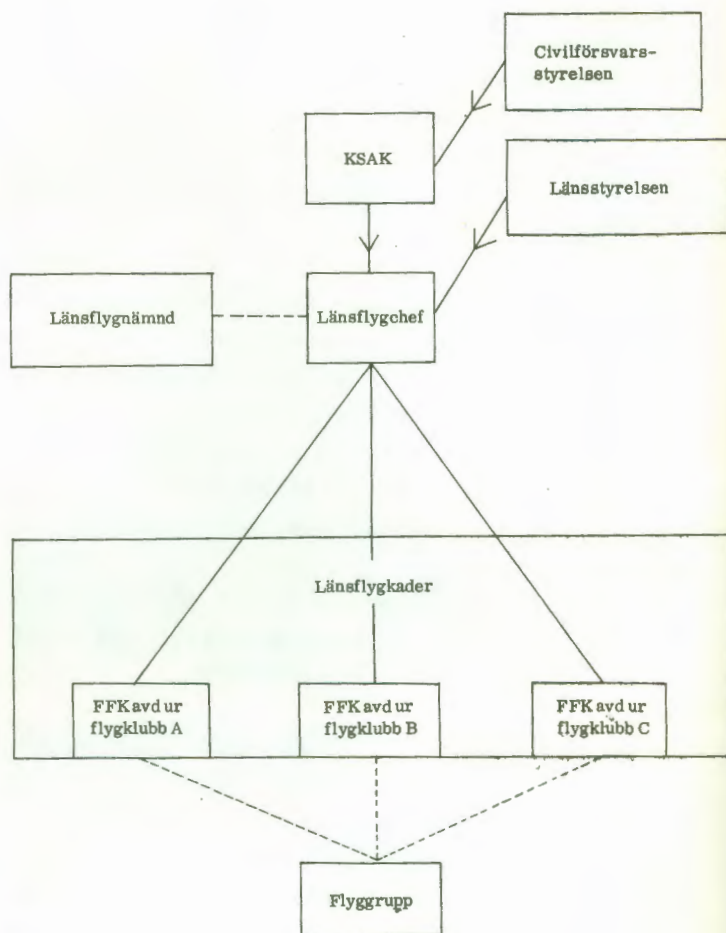 Civilförsvars-
styrelsen
KSAK
Länsstyrelsen
Länsflygnämnd
Länsflygchef
Länsflygkader
FFK avd ur
flygklubb A
FFK avd ur
flygklubb B
FFK avd ur
flygklubb C
Flyggrupp